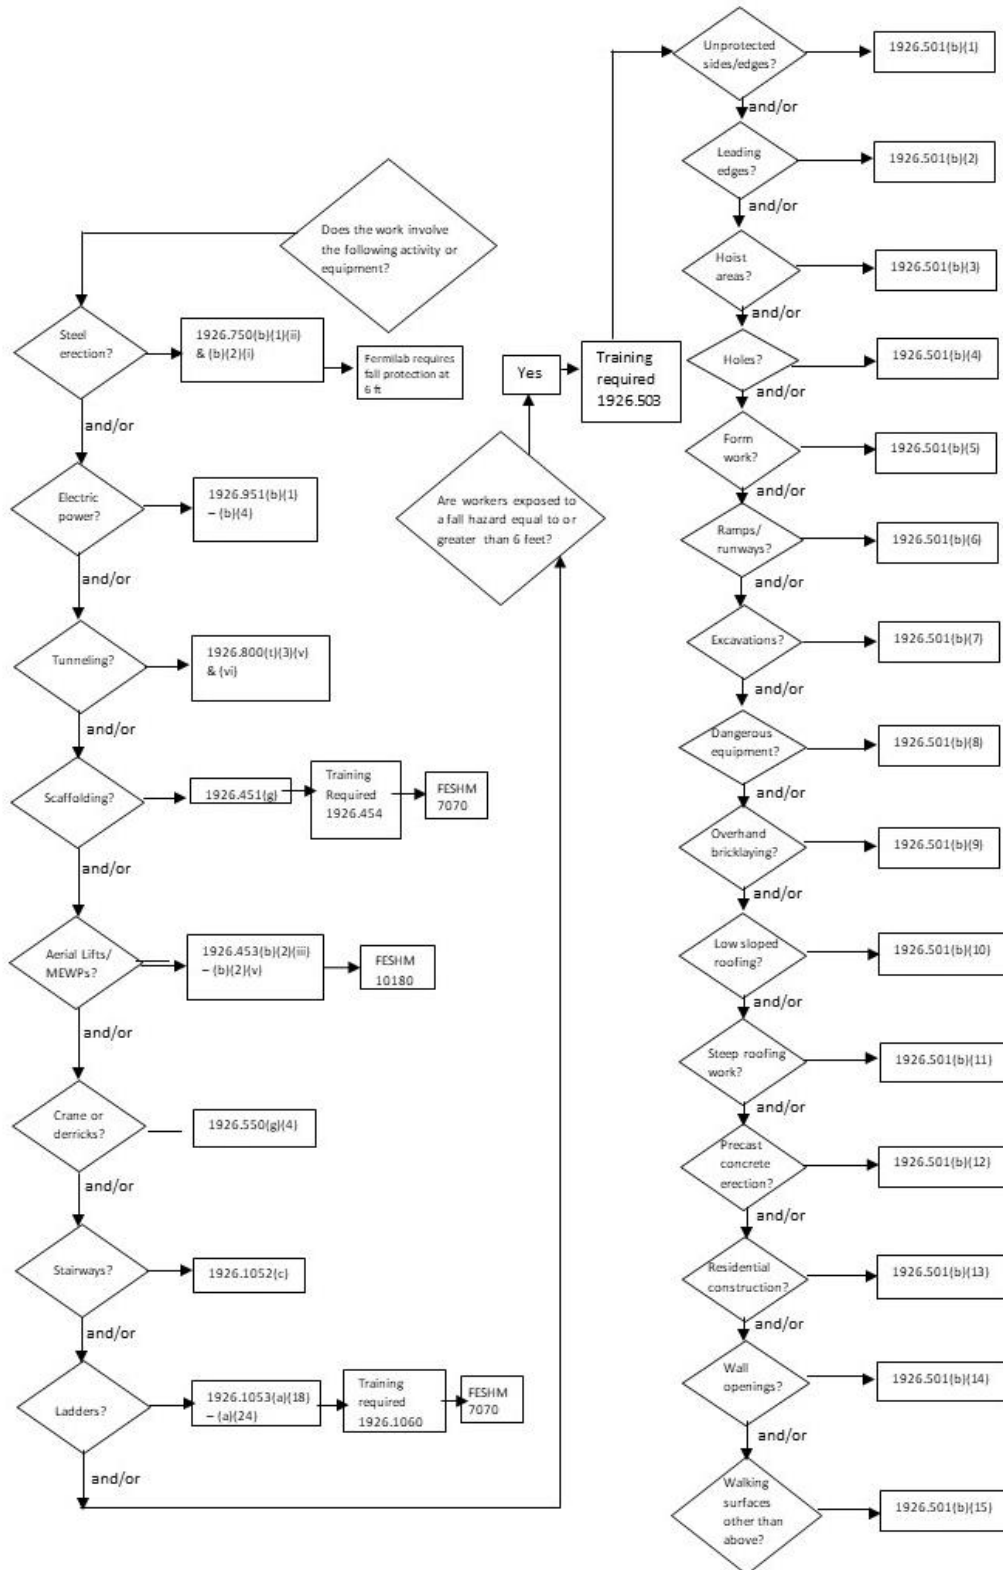 Does the work involve
the following activity or
equipment?
Steel
erection?
1926.750(b)(1)(ii)
& (b)(2)(i)
Fermilab requires
fall protection at
6 ft
and/or
Electric
power?
1926.951(b)(1)
– (b)(4)
and/or
Tunneling?
1926.800(t)(3)(v)
& (vi)
and/or
Scaffolding?
1926.451(g)
Training
Required
1926.454
FESHM
7070
and/or
Aerial Lifts/
MEWPs?
1926.453(b)(2)(iii)
– (b)(2)(v)
FESHM
10180
and/or
Crane or
derricks?
1926.550(g)(4)
and/or
Stairways?
1926.1052(c)
and/or
Ladders?
1926.1053(a)(18)
– (a)(24)
Training
required
1926.1060
FESHM
7070
and/or
Are workers exposed to
a fall hazard equal to or
greater than 6 feet?
Yes
Training
required
1926.503
Unprotected
sides/edges?
1926.501(b)(1)
and/or
Leading
edges?
1926.501(b)(2)
and/or
Hoist
areas?
1926.501(b)(3)
and/or
Holes?
1926.501(b)(4)
and/or
Form
work?
1926.501(b)(5)
and/or
Ramps/
runways?
1926.501(b)(6)
and/or
Excavations?
1926.501(b)(7)
and/or
Dangerous
equipment?
1926.501(b)(8)
and/or
Overhand
bricklaying?
1926.501(b)(9)
and/or
Low sloped
roofing?
1926.501(b)(10)
and/or
Steep roofing
work?
1926.501(b)(11)
and/or
Precast
concrete
erection?
1926.501(b)(12)
and/or
Residential
construction?
1926.501(b)(13)
and/or
Wall
openings?
1926.501(b)(14)
and/or
Walking
surfaces
other than
above?
1926.501(b)(15)